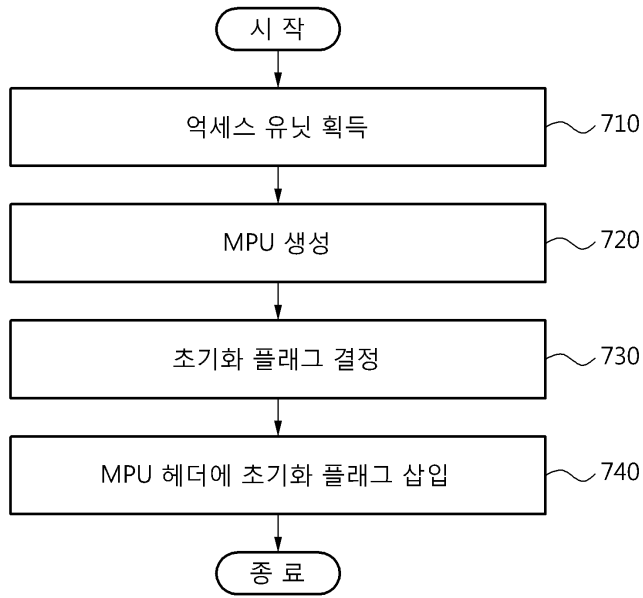 시 작
억세스 유닛 획득
710
MPU 생성
720
초기화 플래그 결정
730
MPU 헤더에 초기화 플래그 삽입
740
종 료